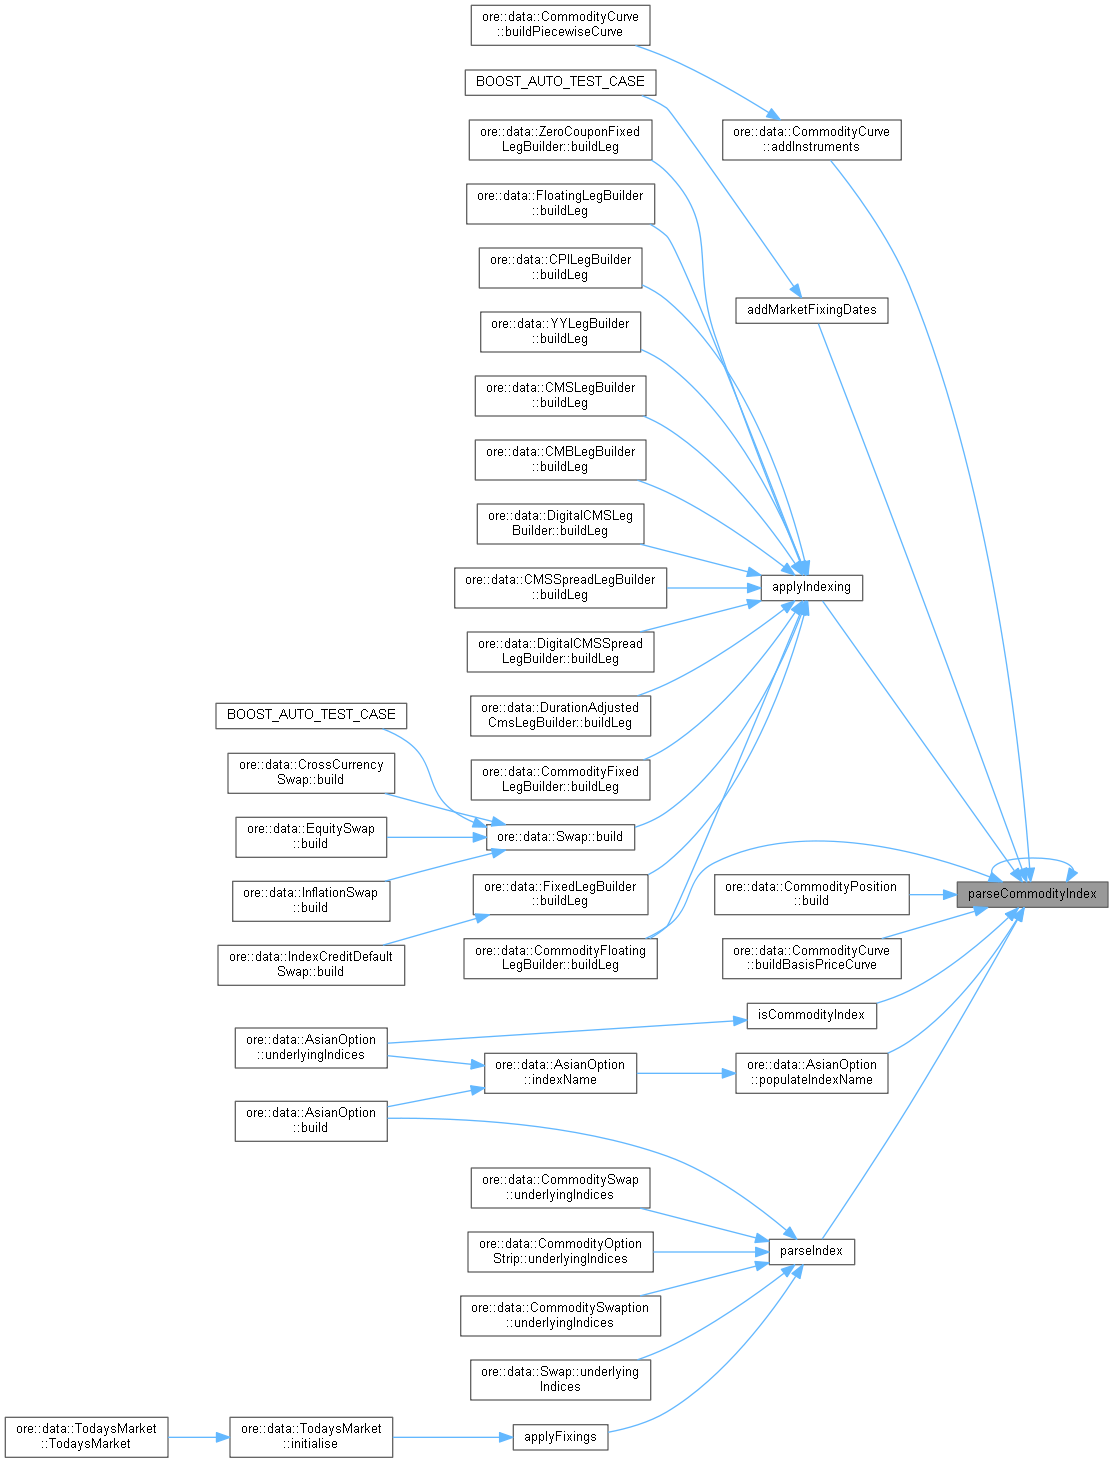 ore::data::CommodityCurve
::buildPiecewiseCurve
BOOST_AUTO_TEST_CASE
ore::data::ZeroCouponFixed
LegBuilder::buildLeg
ore::data::CommodityCurve
::addInstruments
ore::data::FloatingLegBuilder
::buildLeg
ore::data::CPILegBuilder
::buildLeg
addMarketFixingDates
ore::data::YYLegBuilder
::buildLeg
ore::data::CMSLegBuilder
::buildLeg
ore::data::CMBLegBuilder
::buildLeg
ore::data::DigitalCMSLeg
Builder::buildLeg
ore::data::CMSSpreadLegBuilder
::buildLeg
applyIndexing
ore::data::DigitalCMSSpread
LegBuilder::buildLeg
ore::data::DurationAdjusted
CmsLegBuilder::buildLeg
BOOST_AUTO_TEST_CASE
ore::data::CrossCurrency
Swap::build
ore::data::CommodityFixed
LegBuilder::buildLeg
ore::data::EquitySwap
::build
ore::data::Swap::build
ore::data::InflationSwap
::build
ore::data::FixedLegBuilder
::buildLeg
ore::data::CommodityPosition
::build
parseCommodityIndex
ore::data::IndexCreditDefault
Swap::build
ore::data::CommodityFloating
LegBuilder::buildLeg
ore::data::CommodityCurve
::buildBasisPriceCurve
isCommodityIndex
ore::data::AsianOption
::underlyingIndices
ore::data::AsianOption
::indexName
ore::data::AsianOption
::populateIndexName
ore::data::AsianOption
::build
ore::data::CommoditySwap
::underlyingIndices
ore::data::CommodityOption
Strip::underlyingIndices
parseIndex
ore::data::CommoditySwaption
::underlyingIndices
ore::data::Swap::underlying
Indices
ore::data::TodaysMarket
::TodaysMarket
ore::data::TodaysMarket
::initialise
applyFixings